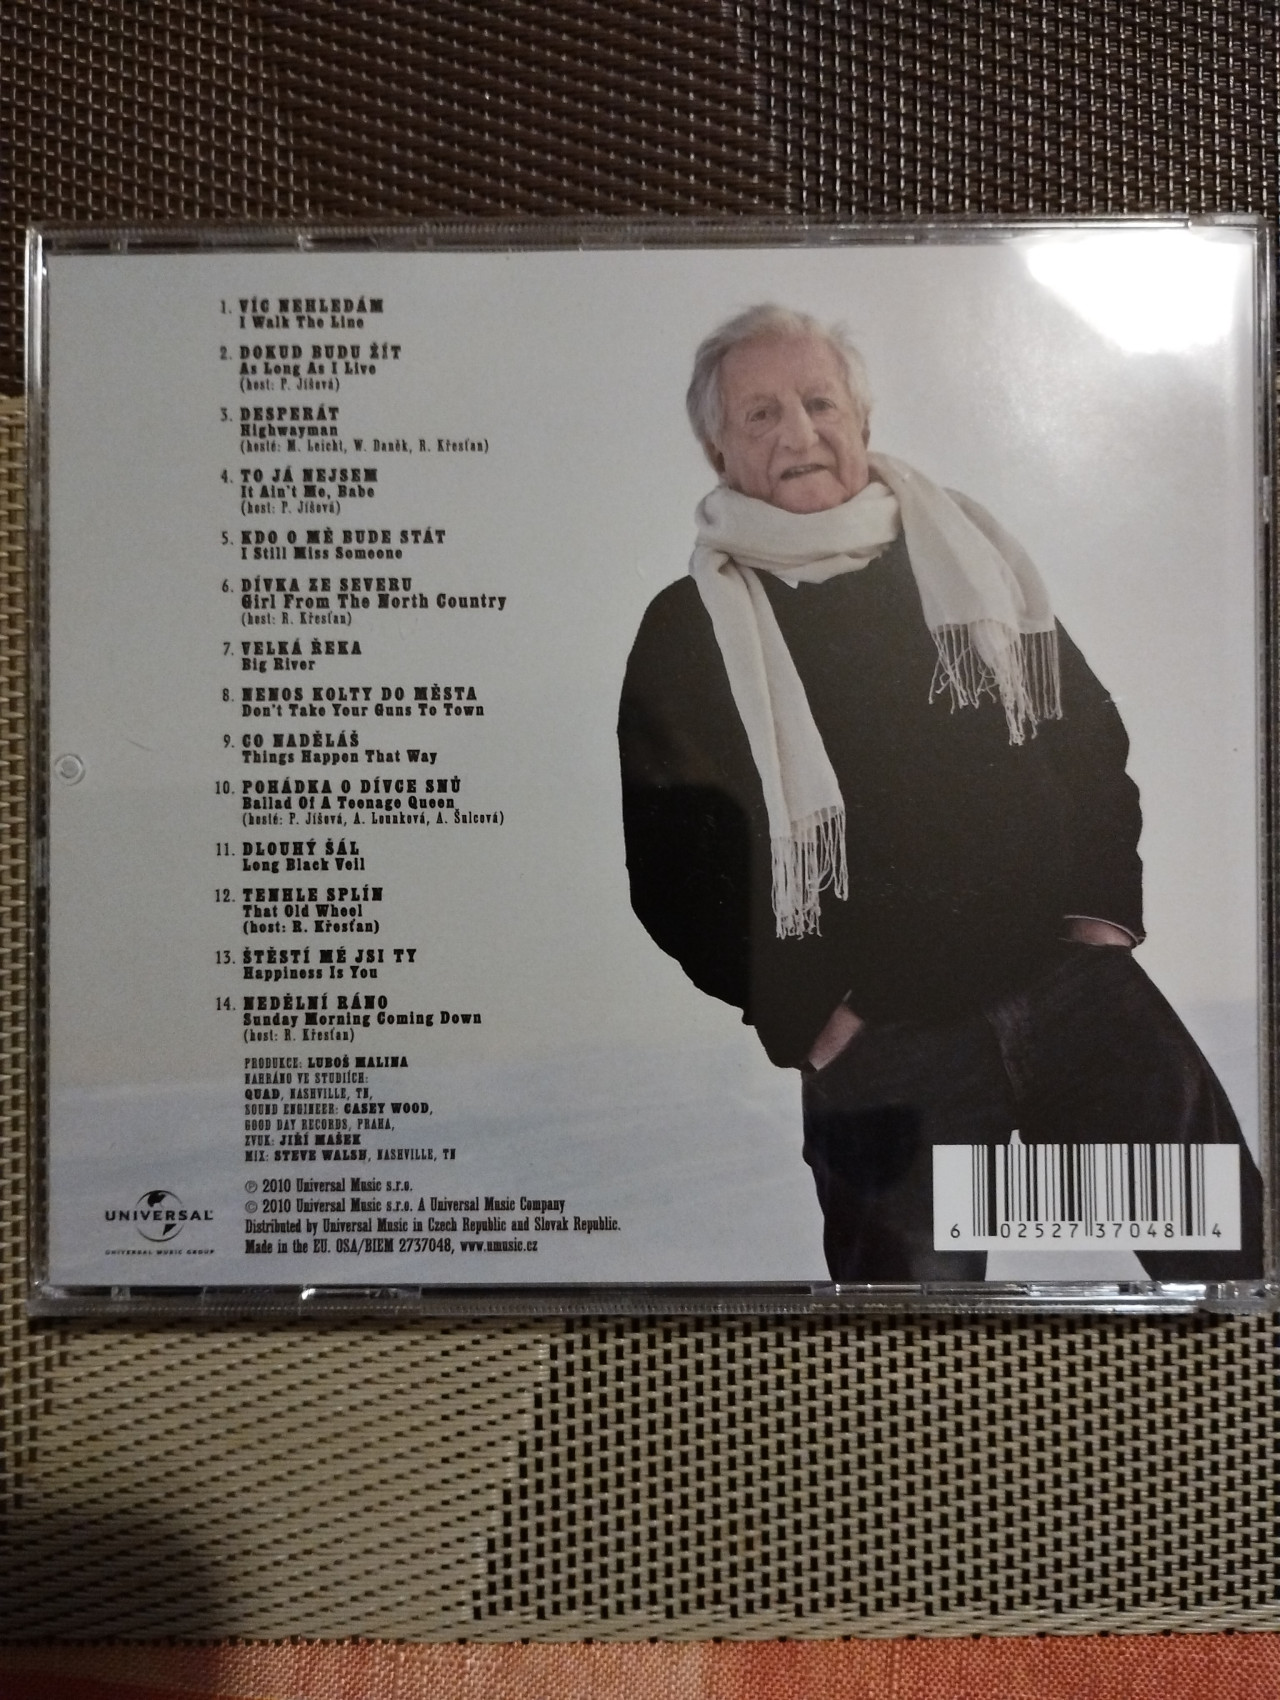 1. VÍC NEHLEDÁM
I Walk The Line
2. DOKUD BUDU ŽÍT
As Long As I Live
(host: P. Jíšová)
3. DESPERÁT
Highwayman
(hosté: M. Leicht, W. Daněk, R. Křesťan)
4. TO JÁ NEJSEM
It Ain't Me, Babe
(host: P. Jíšová)
5. KDO O MĚ BUDE STÁT
I Still Miss Someone
6. DÍVKA ZE SEVERU
Girl From The North Country
(host: R. Křesťan)
7. VELKÁ ŘEKA
Big River
8. NENOS KOLTY DO MĚSTA
Don't Take Your Guns To Town
9. CO NADĚLÁŠ
Things Happen That Way
10. POHÁDKA O DÍVCE SNŮ
Ballad Of A Teenage Queen
(hosté: P. Jíšová, A. Lounková, A. Šulcová)
11. DLOUHÝ ŠÁL
Long Black Veil
12. TENHLE SPLÍN
That Old Wheel
(host: R. Křesťan)
13. ŠTĚSTÍ MÉ JSI TY
Happiness Is You
14. NEDĚLNÍ RÁNO
Sunday Morning Coming Down
(host: R. Křesťan)
PRODUKCE: LUBOŠ MALINA
NAHRÁNO VE STUDIÍCH:
QUAD, NASHVILLE, TN,
SOUND ENGINEER: CASEY WOOD,
GOOD DAY RECORDS, PRAHA,
ZVUK: JIŘÍ MAŠEK
MIX: STEVE WALSH, NASHVILLE, TN
℗ 2010 Universal Music s.r.o.
© 2010 Universal Music s.r.o. A Universal Music Company
Distributed by Universal Music in Czech Republic and Slovak Republic.
Made in the EU. OSA/BIEM 2737048, www.umusic.cz
UNIVERSAL
UNIVERSAL MUSIC GROUP
6 02527 37048 4